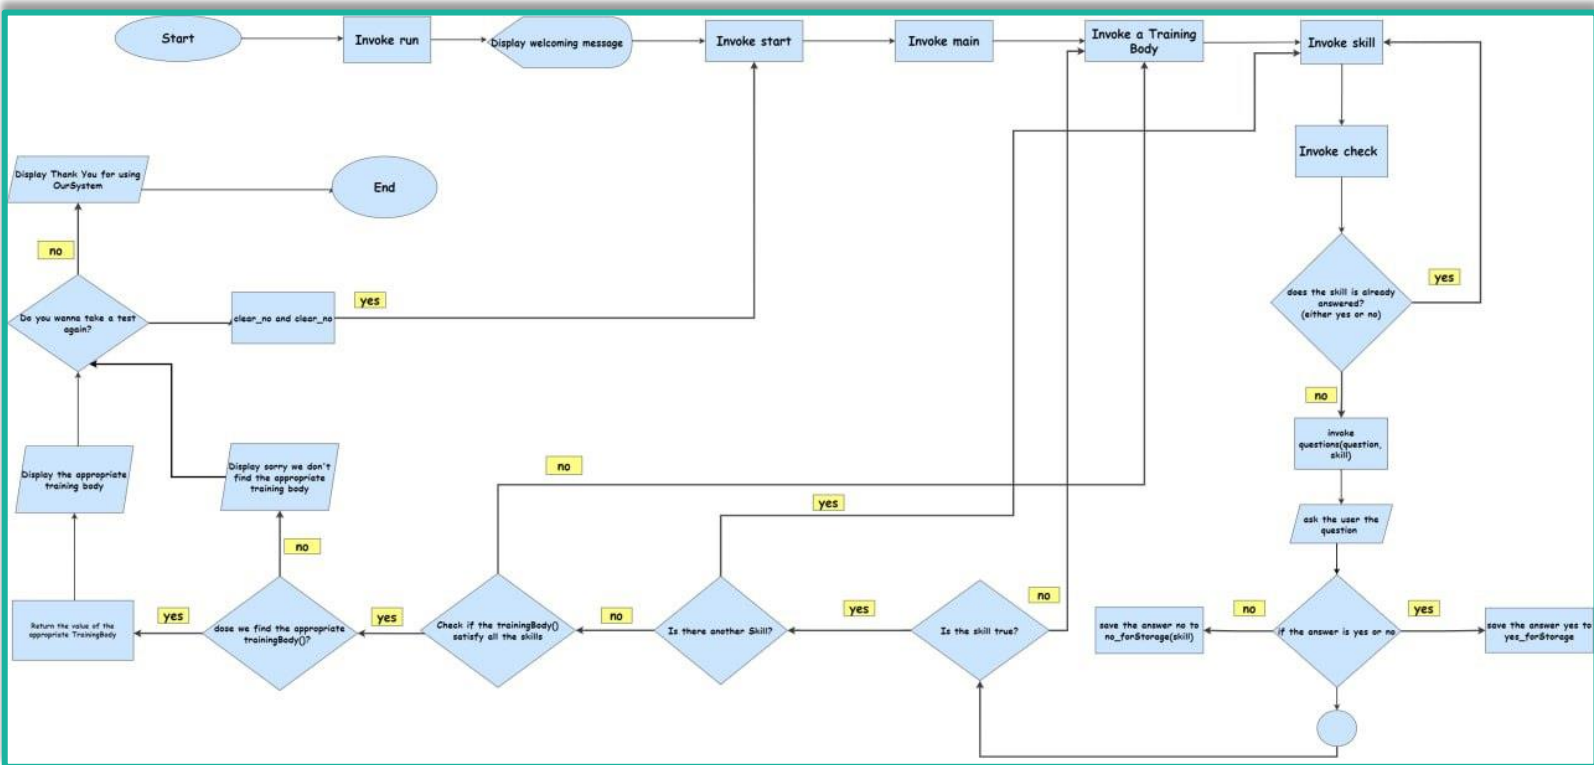 Start
Invoke run
Display welcoming message
Invoke start
Invoke main
Invoke a Training
Body
Invoke skill
Invoke check
Display Thank You for using
OurSystem
End
no
Do you wanna take a test
again?
clear_no and clear_no
yes
does the skill is already
answered?
(either yes or no)
yes
no
invoke
questions(question,
skill)
ask the user the
question
Display the appropriate
training body
Display sorry we don't
find the appropriate
training body
no
yes
no
Return the value of the
appropriate TrainingBody
yes
dose we find the appropriate
trainingBody()?
yes
Check if the trainingBody()
satisfy all the skills
no
Is there another Skill?
yes
Is the skill true?
no
save the answer no to
no_forStorage(skill)
no
if the answer is yes or no
yes
save the answer yes to
yes_forStorage